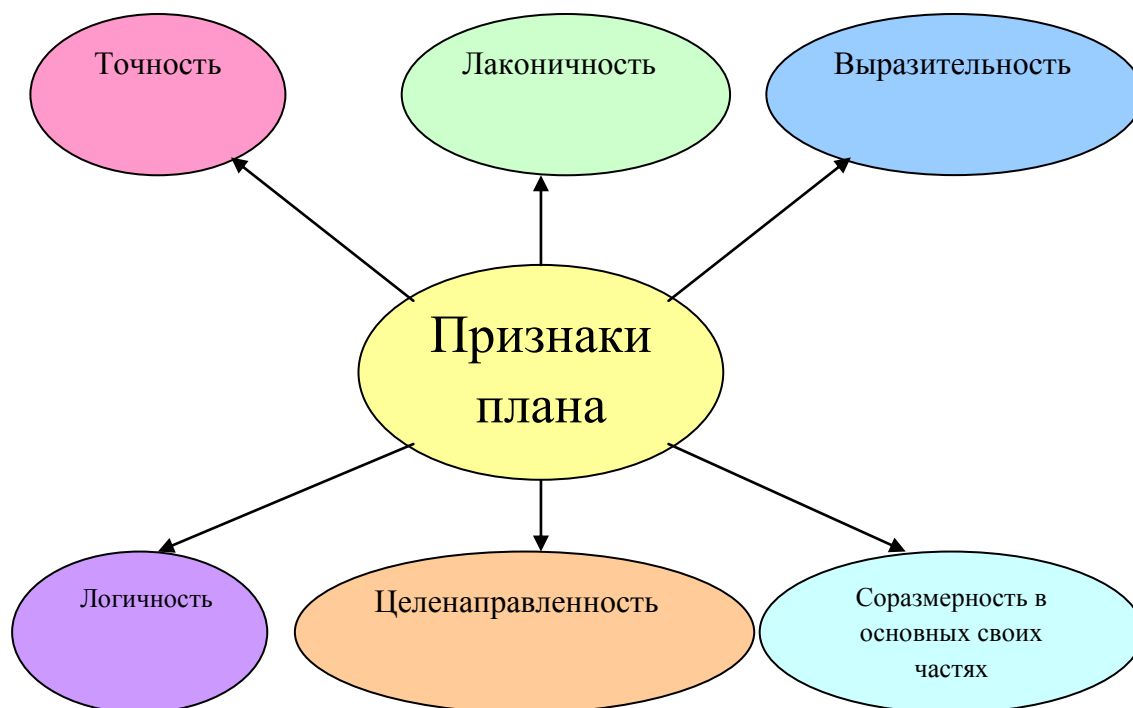 Точность
Лаконичность
Выразительность
Признаки
плана
Логичность
Целенаправленность
Соразмерность в
основных своих
частях